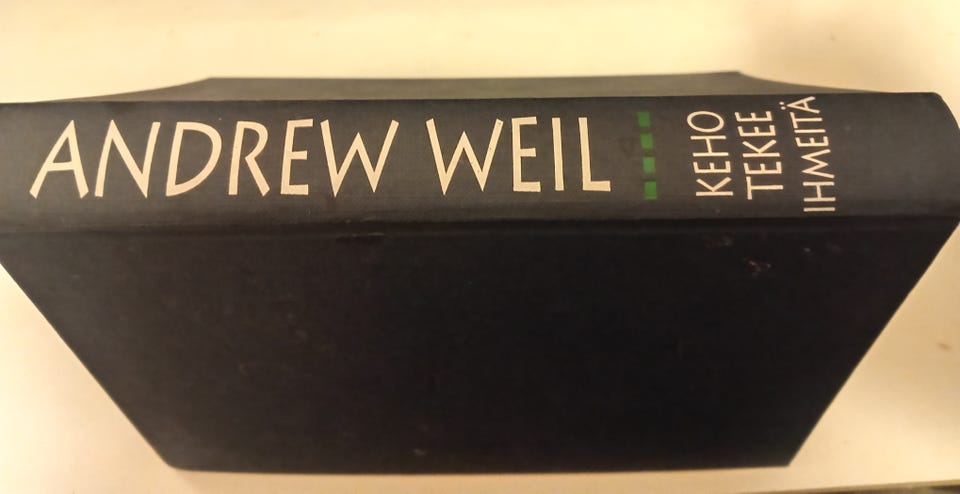 ANDREW WEIL
KEHO
TEKEE
IHMEITÄ